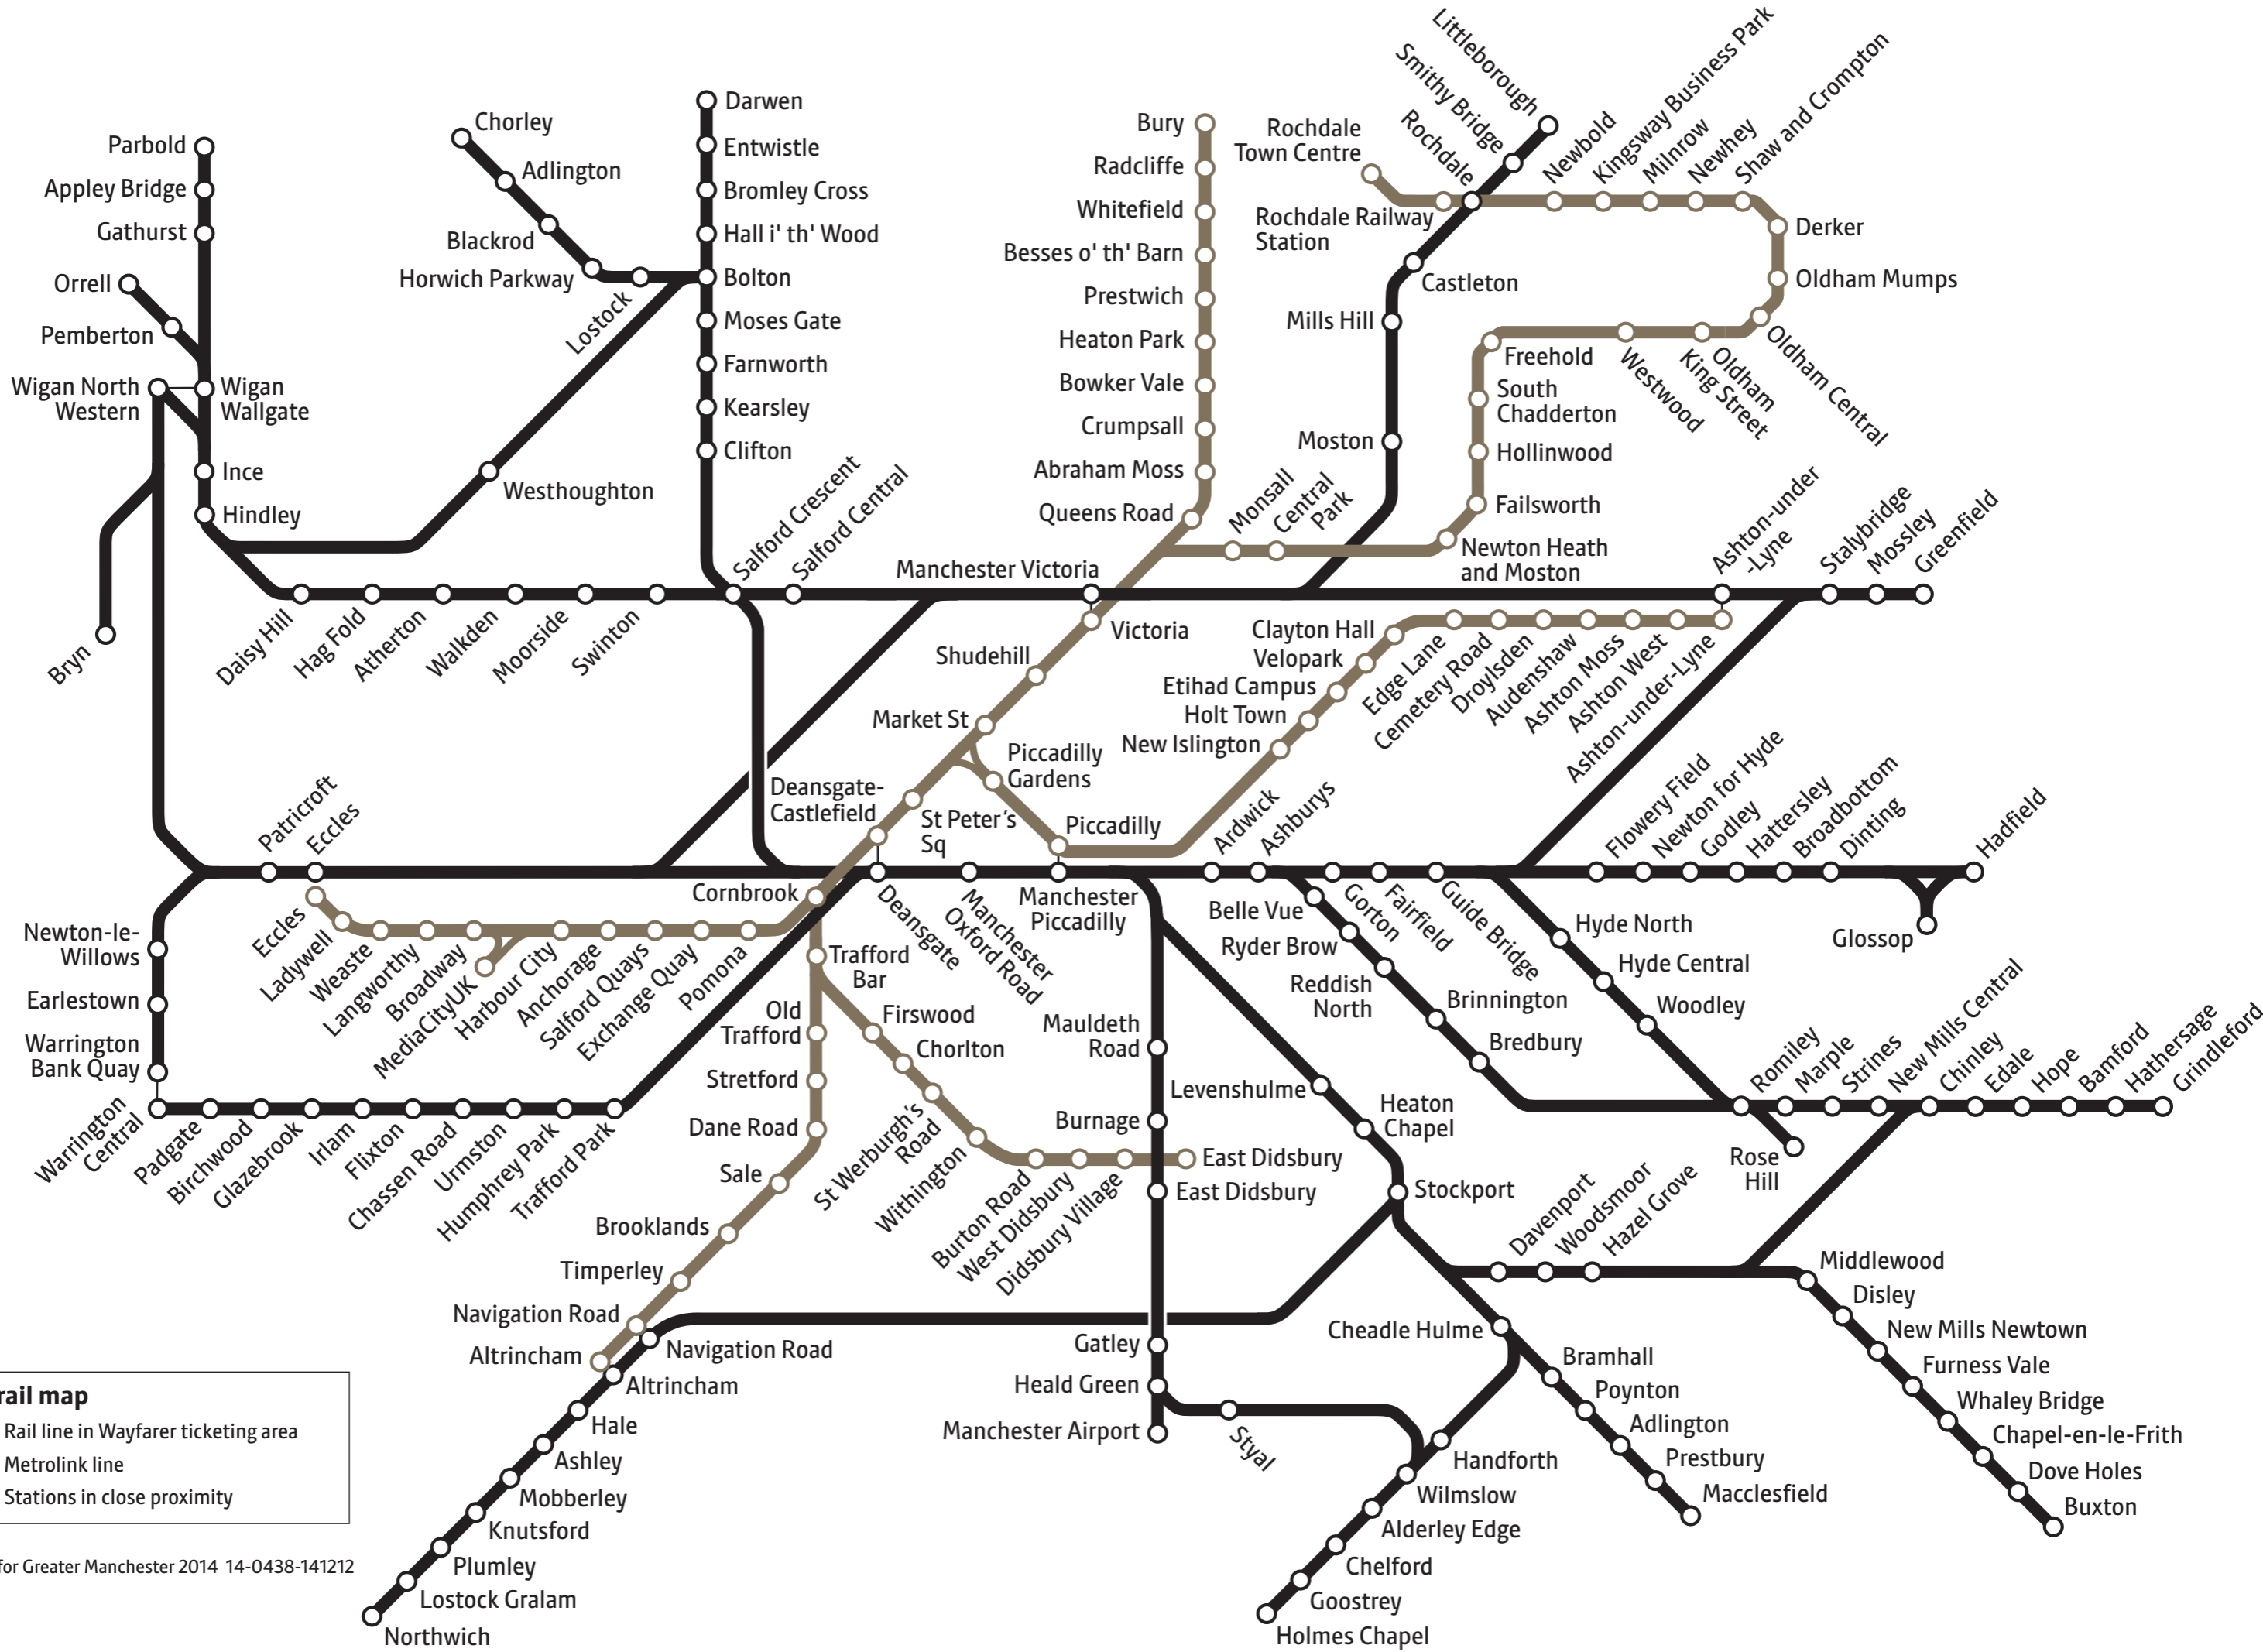 Littleborough
Smithy Bridge
Rochdale
Newbold
Kingsway Business Park
Milnrow
Newhey
Shaw and Crompton
Darwen
Entwistle
Bromley Cross
Hall i' th' Wood
Bolton
Moses Gate
Farnworth
Kearsley
Clifton
Chorley
Adlington
Blackrod
Horwich Parkway
Lostock
Westhoughton
Parbold
Appley Bridge
Gathurst
Orrell
Pemberton
Wigan North
Western
Wigan
Wallgate
Ince
Hindley
Bryn
Bury
Radcliffe
Whitefield
Besses o' th' Barn
Prestwich
Heaton Park
Bowker Vale
Crumpsall
Abraham Moss
Queens Road
Rochdale
Town Centre
Rochdale Railway
Station
Castleton
Mills Hill
Moston
Derker
Oldham Mumps
Oldham Central
Oldham
King Street
Westwood
Freehold
South
Chadderton
Hollinwood
Failsworth
Newton Heath
and Moston
Monsall
Central
Park
Ashton-under
-Lyne
Stalybridge
Mossley
Greenfield
Salford Crescent
Salford Central
Manchester Victoria
Daisy Hill
Hag Fold
Atherton
Walkden
Moorside
Swinton
Victoria
Shudehill
Market St
Piccadilly
Gardens
Piccadilly
St Peter's
Sq
Deansgate-
Castlefield
Cornbrook
Clayton Hall
Velopark
Etihad Campus
Holt Town
New Islington
Edge Lane
Cemetery Road
Droylsden
Audenshaw
Ashton Moss
Ashton West
Ashton-under-Lyne
Patricroft
Eccles
Ardwick
Ashburys
Flowery Field
Newton for Hyde
Godley
Hattersley
Broadbottom
Dinting
Hadfield
Glossop
Deansgate
Manchester
Oxford Road
Manchester
Piccadilly
Belle Vue
Ryder Brow
Reddish
North
Brinnington
Bredbury
Gorton
Fairfield
Guide Bridge
Hyde North
Hyde Central
Woodley
Romiley
Marple
Strines
New Mills Central
Chinley
Edale
Hope
Bamford
Hathersage
Grindleford
Rose
Hill
Newton-le-
Willows
Earlestown
Warrington
Bank Quay
Warrington
Central
Padgate
Birchwood
Glazebrook
Irlam
Flixton
Chassen Road
Urmston
Humphrey Park
Trafford Park
Eccles
Ladywell
Weaste
Langworthy
Broadway
MediaCityUK
Harbour City
Anchorage
Salford Quays
Exchange Quay
Pomona
Trafford
Bar
Old
Trafford
Stretford
Dane Road
Sale
Brooklands
Timperley
Navigation Road
Altrincham
Firswood
Chorlton
St Werburgh's
Road
Withington
Burton Road
West Didsbury
Didsbury Village
East Didsbury
Mauldeth
Road
Burnage
East Didsbury
Gatley
Heald Green
Manchester Airport
Styal
Levenshulme
Heaton
Chapel
Stockport
Davenport
Woodsmoor
Hazel Grove
Middlewood
Disley
New Mills Newtown
Furness Vale
Whaley Bridge
Chapel-en-le-Frith
Dove Holes
Buxton
Cheadle Hulme
Bramhall
Poynton
Adlington
Prestbury
Macclesfield
Handforth
Wilmslow
Alderley Edge
Chelford
Goostrey
Holmes Chapel
Navigation Road
Altrincham
Hale
Ashley
Mobberley
Knutsford
Plumley
Lostock Gralam
Northwich
rail map
Rail line in Wayfarer ticketing area
Metrolink line
Stations in close proximity
for Greater Manchester 2014 14-0438-141212